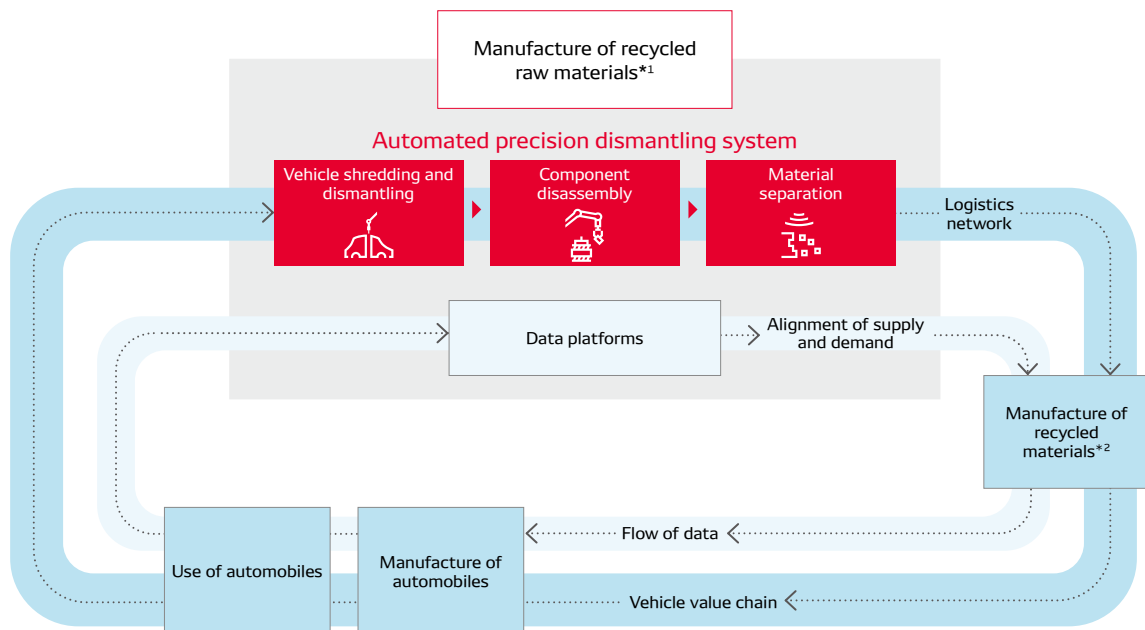 Manufacture of recycled
raw materials*1
Automated precision dismantling system
Vehicle shredding and
dismantling
Component
disassembly
Material
separation
Logistics
network
Data platforms
Alignment of supply
and demand
Manufacture of
recycled
materials*2
Flow of data
Use of automobiles
Manufacture of
automobiles
Vehicle value chain